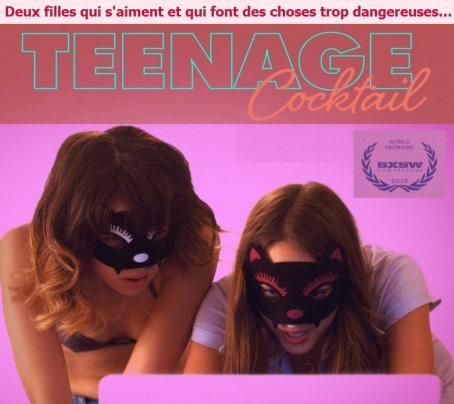 Deux filles qui s'aiment et qui font des choses trop dangereuses...
TEENAGE
Cocktail
WORLD
PREMIERE
SXSW
FILM FESTIVAL
2016